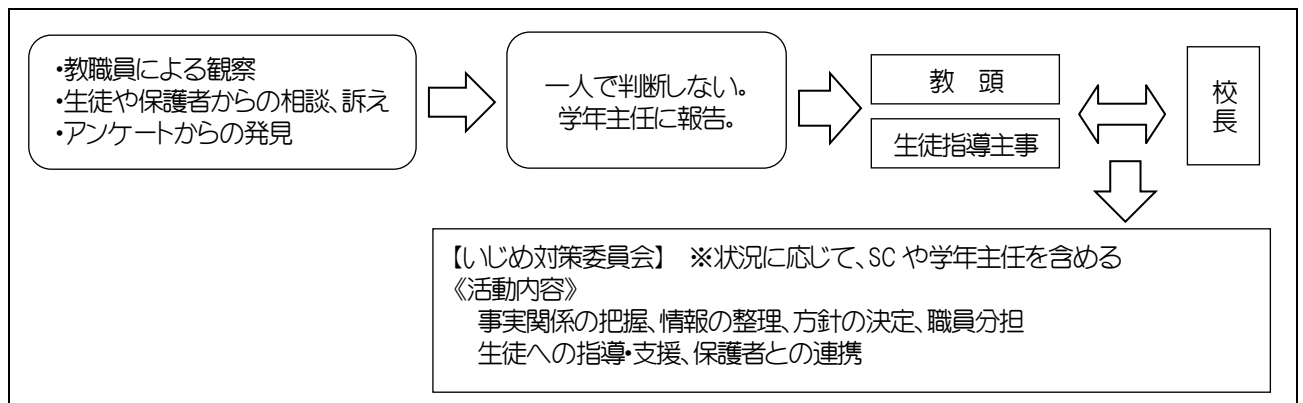 •教職員による観察
•生徒や保護者からの相談、訴え
•アンケートからの発見
一人で判断しない。
学年主任に報告。
教　頭
生徒指導主事
校
長
【いじめ対策委員会】　※状況に応じて、SC や学年主任を含める
《活動内容》
事実関係の把握、情報の整理、方針の決定、職員分担
生徒への指導•支援、保護者との連携